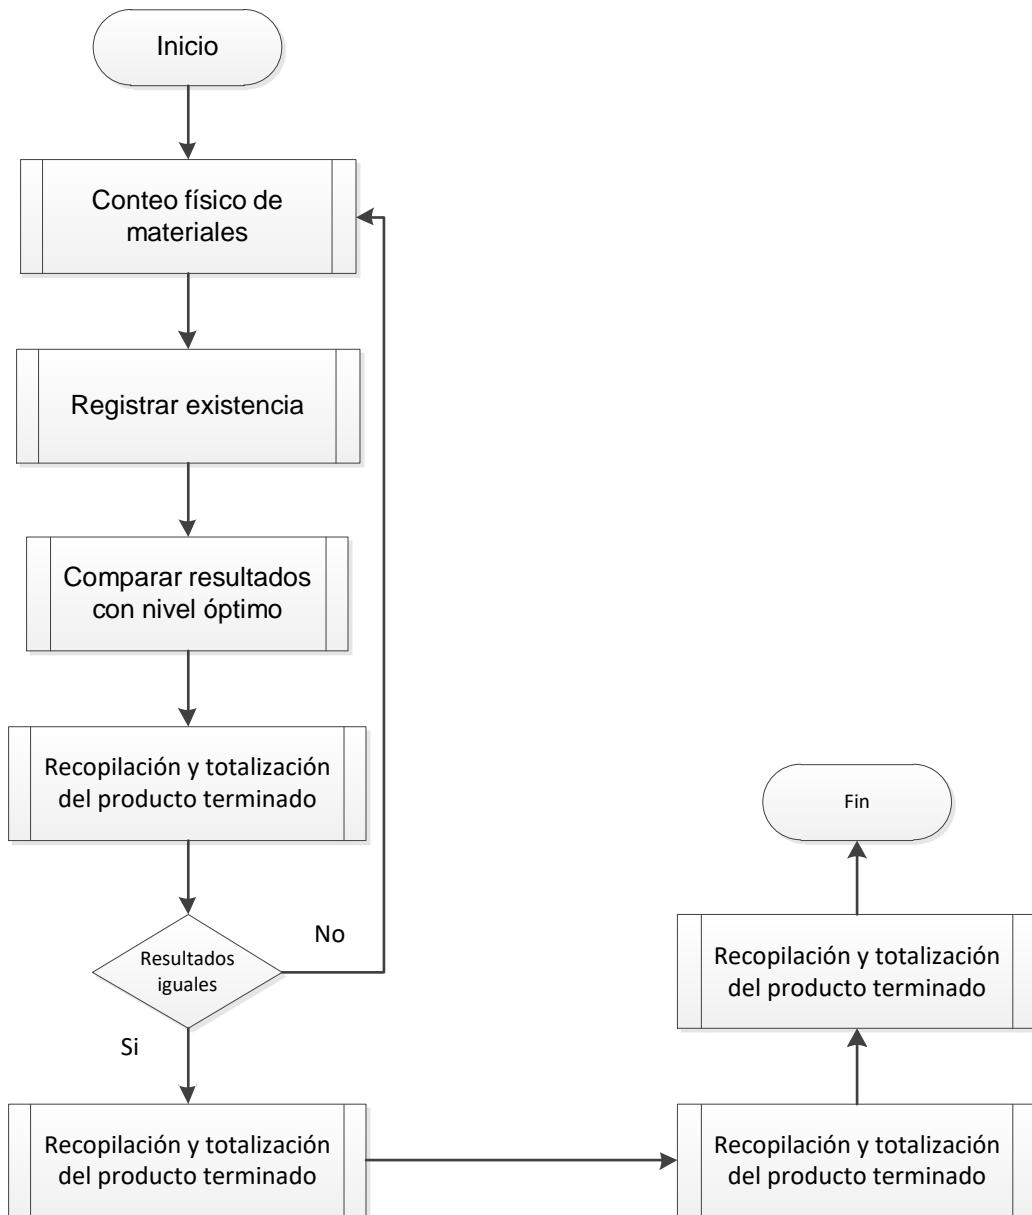 Inicio
Conteo físico de
materiales
Registrar existencia
Comparar resultados
con nivel óptimo
Recopilación y totalización
del producto terminado
Resultados
iguales
No
Si
Recopilación y totalización
del producto terminado
Recopilación y totalización
del producto terminado
Recopilación y totalización
del producto terminado
Fin